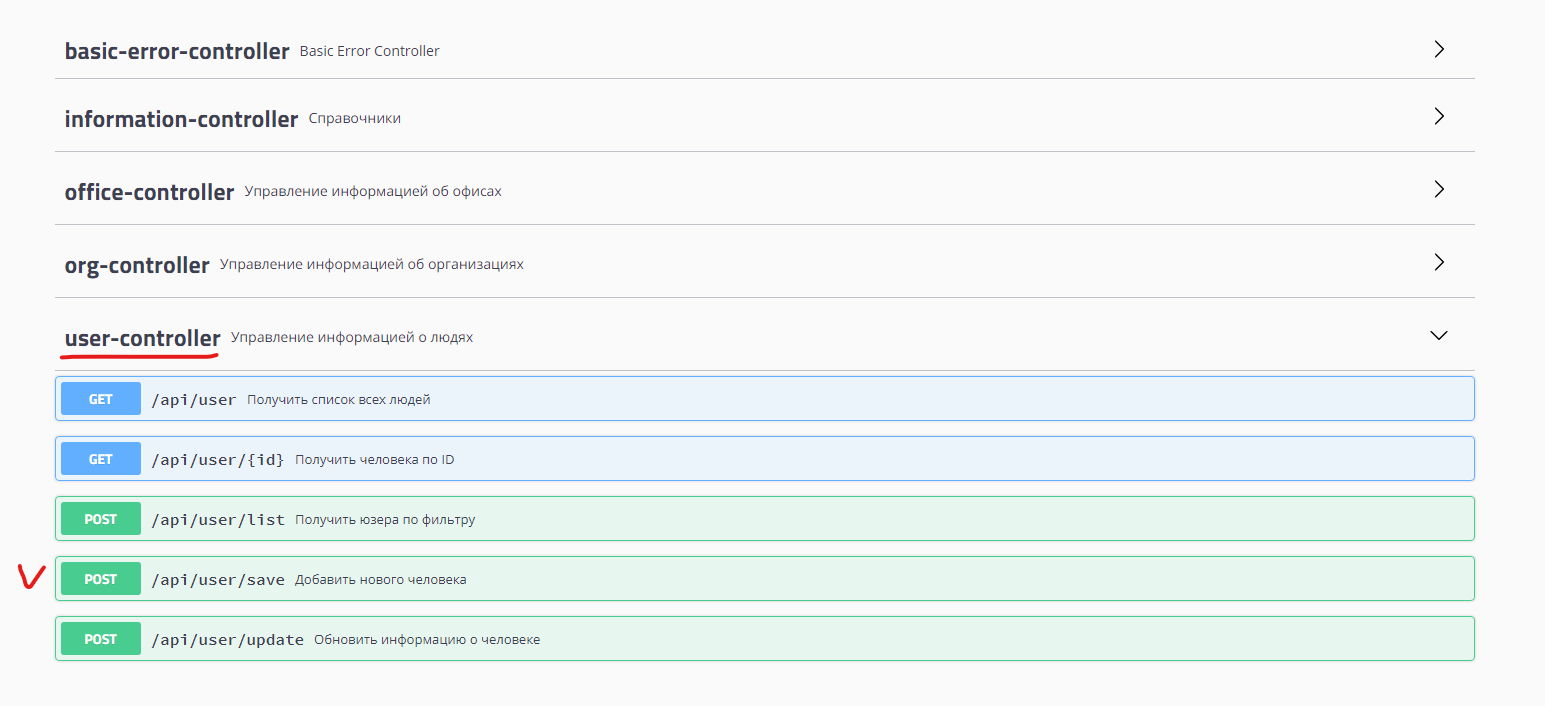 basic-error-controller Basic Error Controller
information-controller Справочники
office-controller Управление информацией об офисах
org-controller Управление информацией об организациях
user-controller Управление информацией о людях
GET /api/user Получить список всех людей
GET /api/user/{id} Получить человека по ID
POST /api/user/list Получить юзера по фильтру
POST /api/user/save Добавить нового человека
POST /api/user/update Обновить информацию о человеке